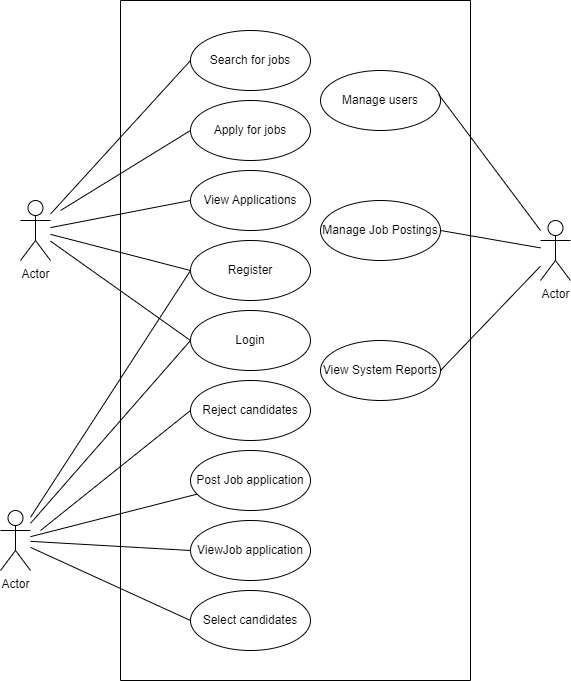 Search for jobs
Manage users
Apply for jobs
View Applications
Manage Job Postings
Actor
Register
Actor
Login
View System Reports
Reject candidates
Post Job application
ViewJob application
Actor
Select candidates